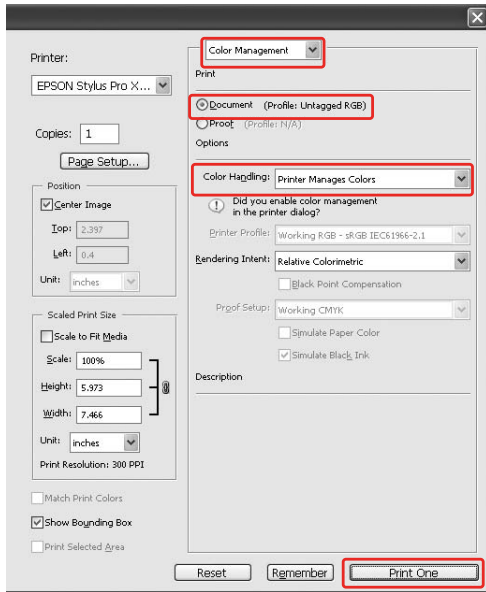 Printer:
EPSON Stylus Pro X...
Copies: 1
Page Setup...
Position
Center Image
Top: 2.397
Left: 0.4
Unit: inches
Scaled Print Size
Scale to Fit Media
Scale: 100%
Height: 5.973
Width: 7.466
Unit: inches
Print Resolution: 300 PPI
Match Print Colors
Show Bounding Box
Print Selected Area
Color Management
Print
Document (Profile: Untagged RGB)
Proof (Profile: N/A)
Options
Color Handling: Printer Manages Colors
Did you enable color management
in the printer dialog?
Printer Profile: Working RGB - sRGB IEC61966-2.1
Rendering Intent: Relative Colorimetric
Black Point Compensation
Proof Setup: Working CMYK
Simulate Paper Color
Simulate Black Ink
Description
Reset Remember Print One